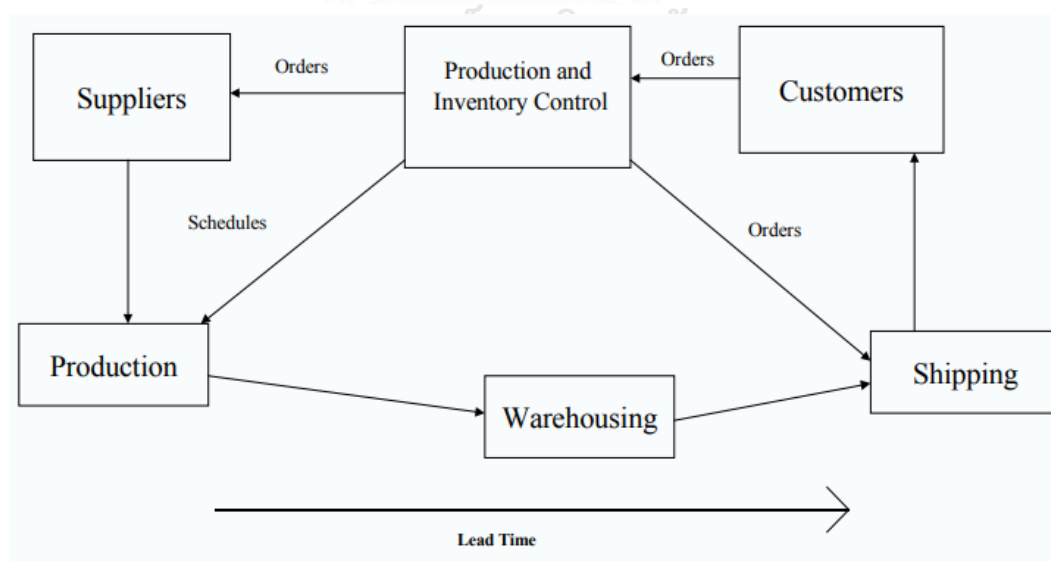 Orders
Production and
Inventory Control
Orders
Suppliers
Customers
Schedules
Orders
Production
Warehousing
Shipping
Lead Time